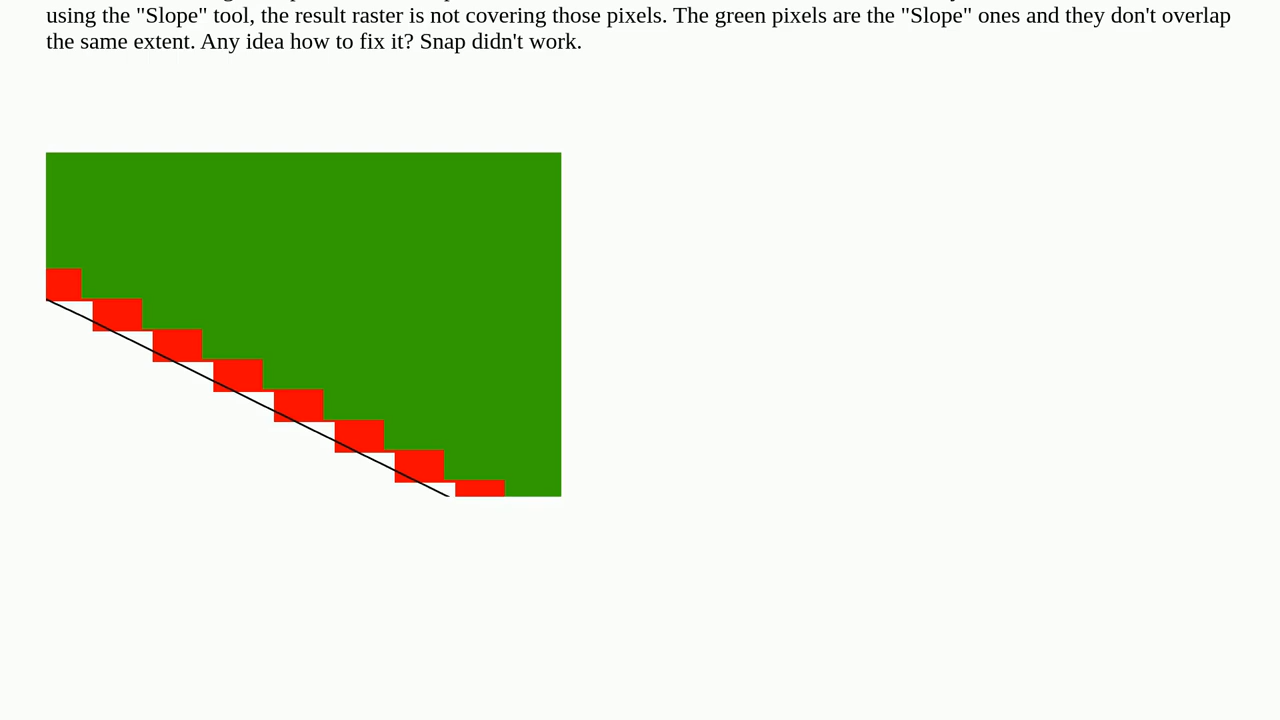 using the "Slope" tool, the result raster is not covering those pixels. The green pixels are the "Slope" ones and they don't overlap
the same extent. Any idea how to fix it? Snap didn't work.